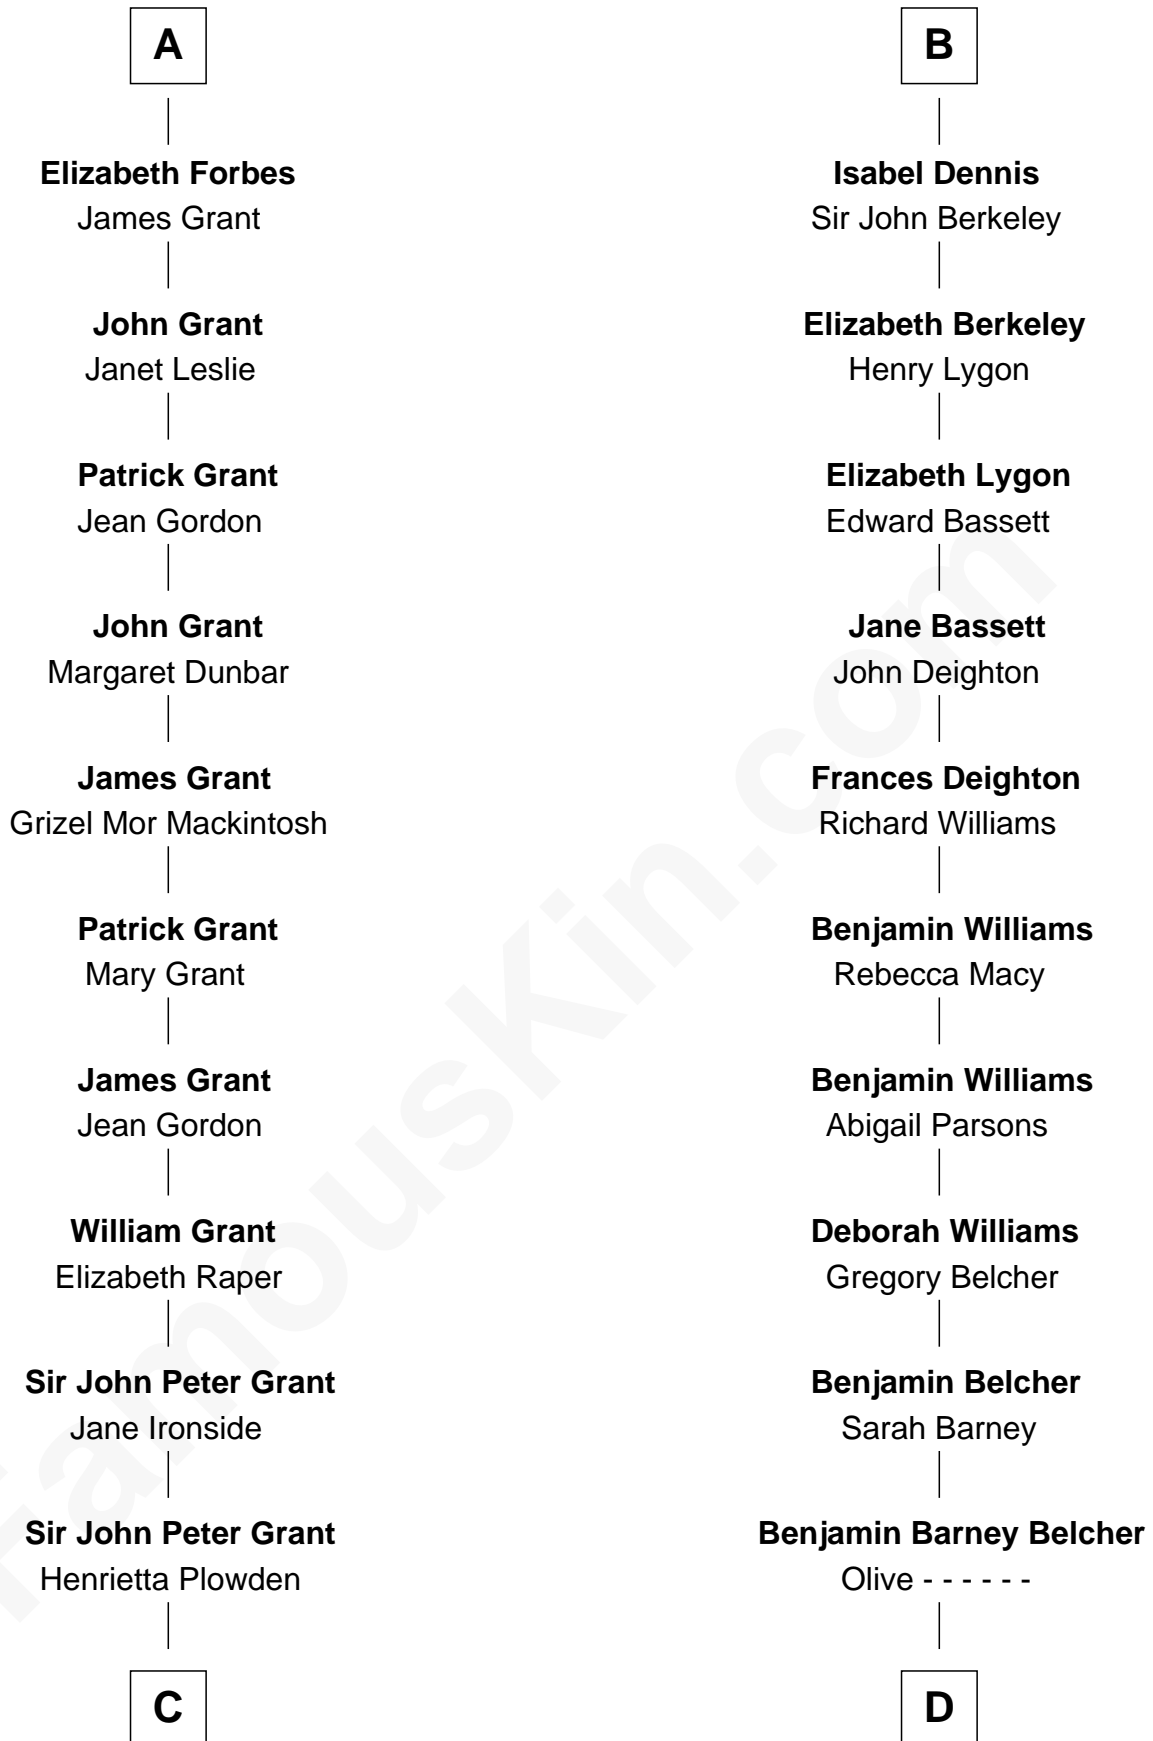 A
Elizabeth Forbes
James Grant
John Grant
Janet Leslie
Patrick Grant
Jean Gordon
John Grant
Margaret Dunbar
James Grant
Grizel Mor Mackintosh
Patrick Grant
Mary Grant
James Grant
Jean Gordon
William Grant
Elizabeth Raper
Sir John Peter Grant
Jane Ironside
Sir John Peter Grant
Henrietta Plowden
C
B
Isabel Dennis
Sir John Berkeley
Elizabeth Berkeley
Henry Lygon
Elizabeth Lygon
Edward Bassett
Jane Bassett
John Deighton
Frances Deighton
Richard Williams
Benjamin Williams
Rebecca Macy
Benjamin Williams
Abigail Parsons
Deborah Williams
Gregory Belcher
Benjamin Belcher
Sarah Barney
Benjamin Barney Belcher
Olive - - - - - -
D
FamousKin.com